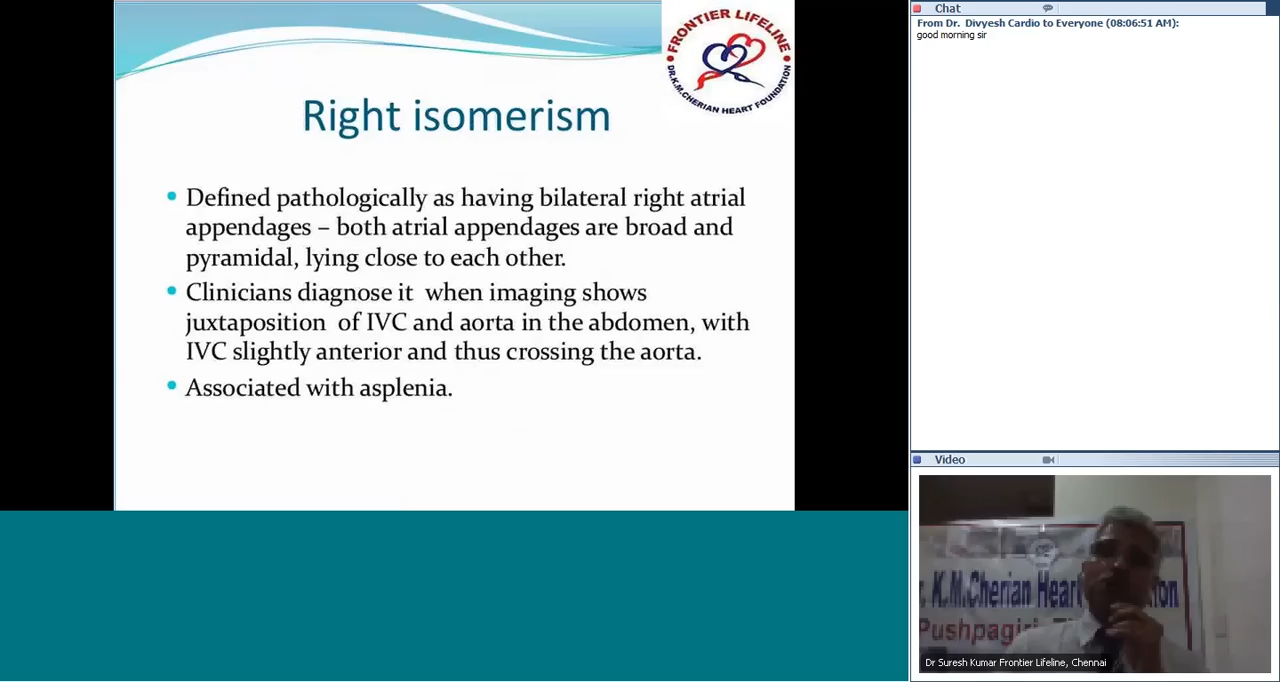 FRONTIER LIFELINE
DR.K.M.CHERIAN HEART FOUNDATION
Right isomerism
Defined pathologically as having bilateral right atrial
appendages – both atrial appendages are broad and
pyramidal, lying close to each other.
Clinicians diagnose it when imaging shows
juxtaposition of IVC and aorta in the abdomen, with
IVC slightly anterior and thus crossing the aorta.
Associated with asplenia.
Chat
From Dr. Divyesh Cardio to Everyone (08:06:51 AM):
good morning sir
Video
K.M.Cherian Hear
Pushpagiri
Dr Suresh Kumar Frontier Lifeline, Chennai